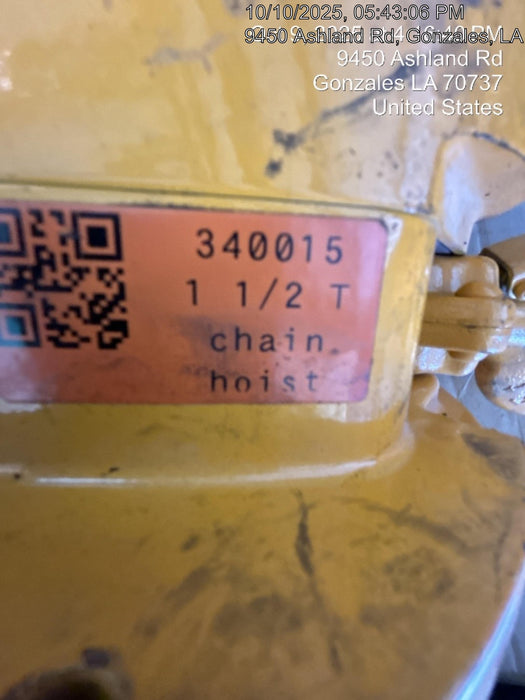 10/10/2025, 05:43:06 PM
9450 Ashland Rd, Gonzales, LA
9450 Ashland Rd
Gonzales LA 70737
United States
340015
1 1/2 T
chain
hoist